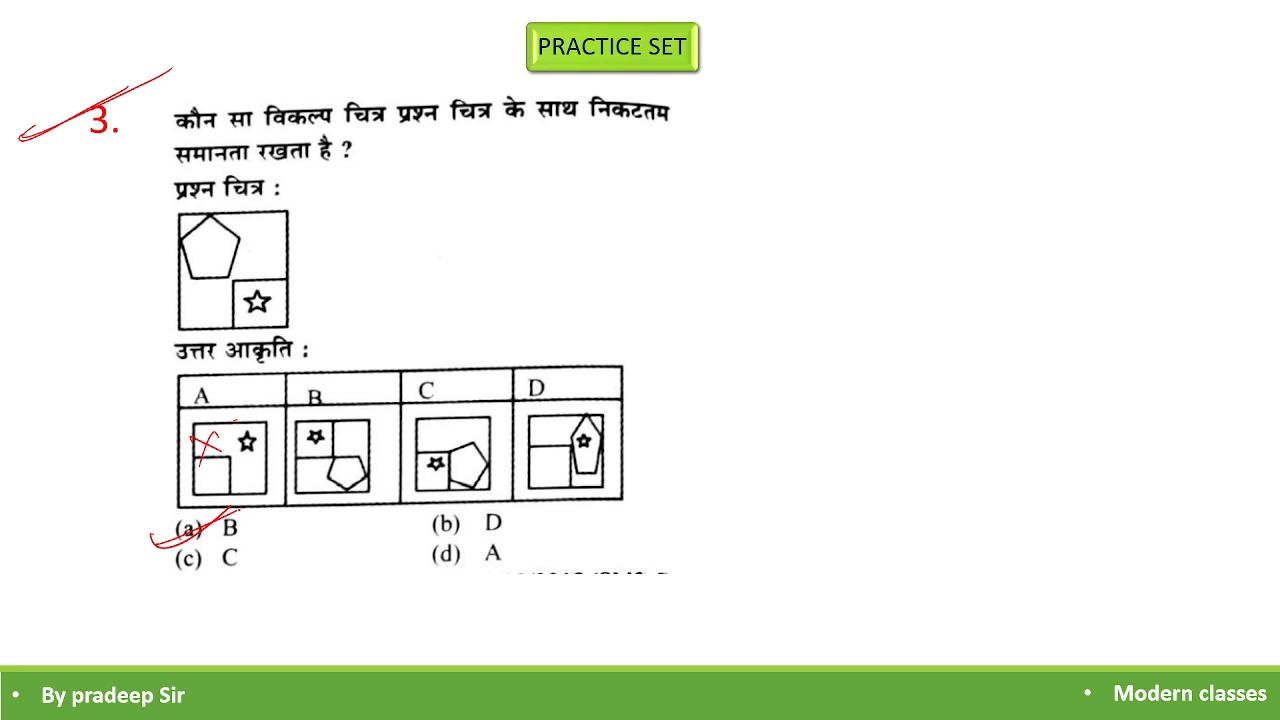 PRACTICE SET
3.
कौन सा विकल्प चित्र प्रश्न चित्र के साथ निकटतम
समानता रखता है ?
प्रश्न चित्र :
उत्तर आकृति :
A B C D
(a) B (b) D
(c) C (d) A
• By pradeep Sir
• Modern classes